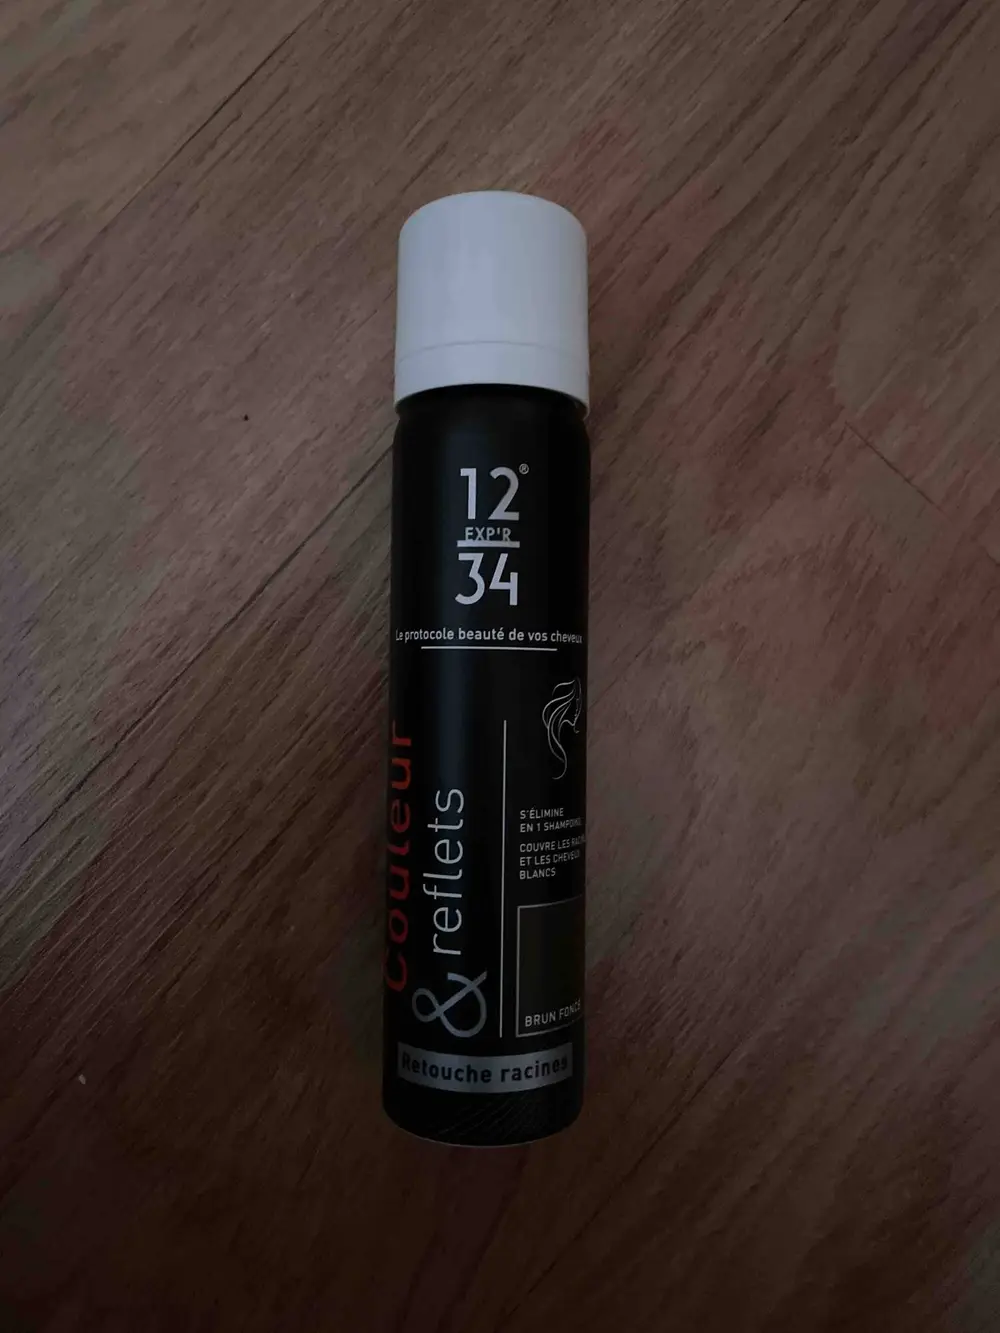 12®
EXP'R
34
Le protocole beauté de vos cheveux
Couleur
& reflets
S'ÉLIMINE
EN 1 SHAMPOING
COUVRE LES
ET LES CHEVEUX
BLANCS
BRUN FONCÉ
Retouche racines